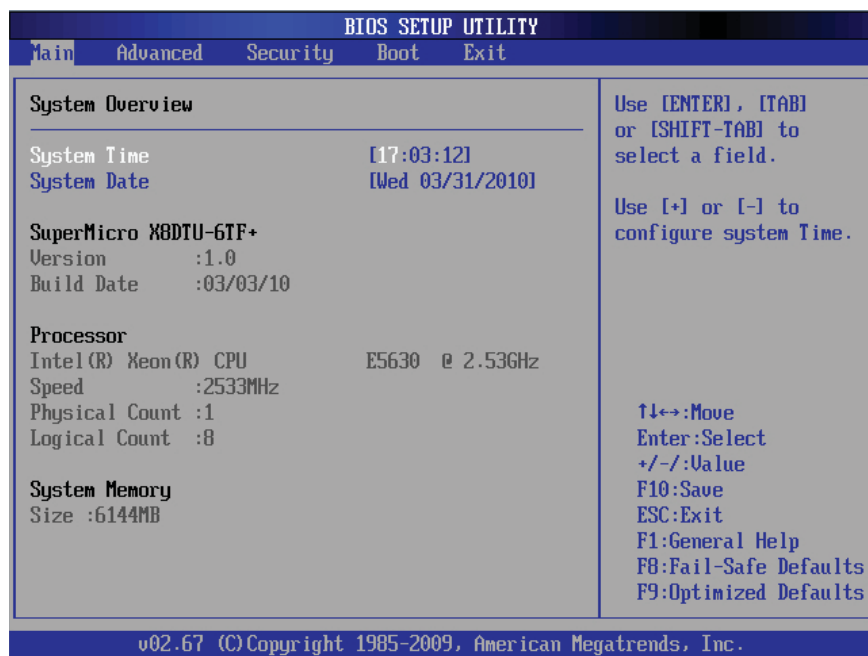 BIOS SETUP UTILITY
Main Advanced Security Boot Exit
System Overview
System Time [17:03:12]
System Date [Wed 03/31/2010]
SuperMicro X8DTU-6TF+
Version :1.0
Build Date :03/03/10
Processor
Intel(R) Xeon(R) CPU E5630 @ 2.53GHz
Speed :2533MHz
Physical Count :1
Logical Count :8
System Memory
Size :6144MB
Use [ENTER], [TAB]
or [SHIFT-TAB] to
select a field.
Use [+] or [-] to
configure system Time.
↑↓↔:Move
Enter:Select
+/-/:Value
F10:Save
ESC:Exit
F1:General Help
F8:Fail-Safe Defaults
F9:Optimized Defaults
v02.67 (C)Copyright 1985-2009, American Megatrends, Inc.